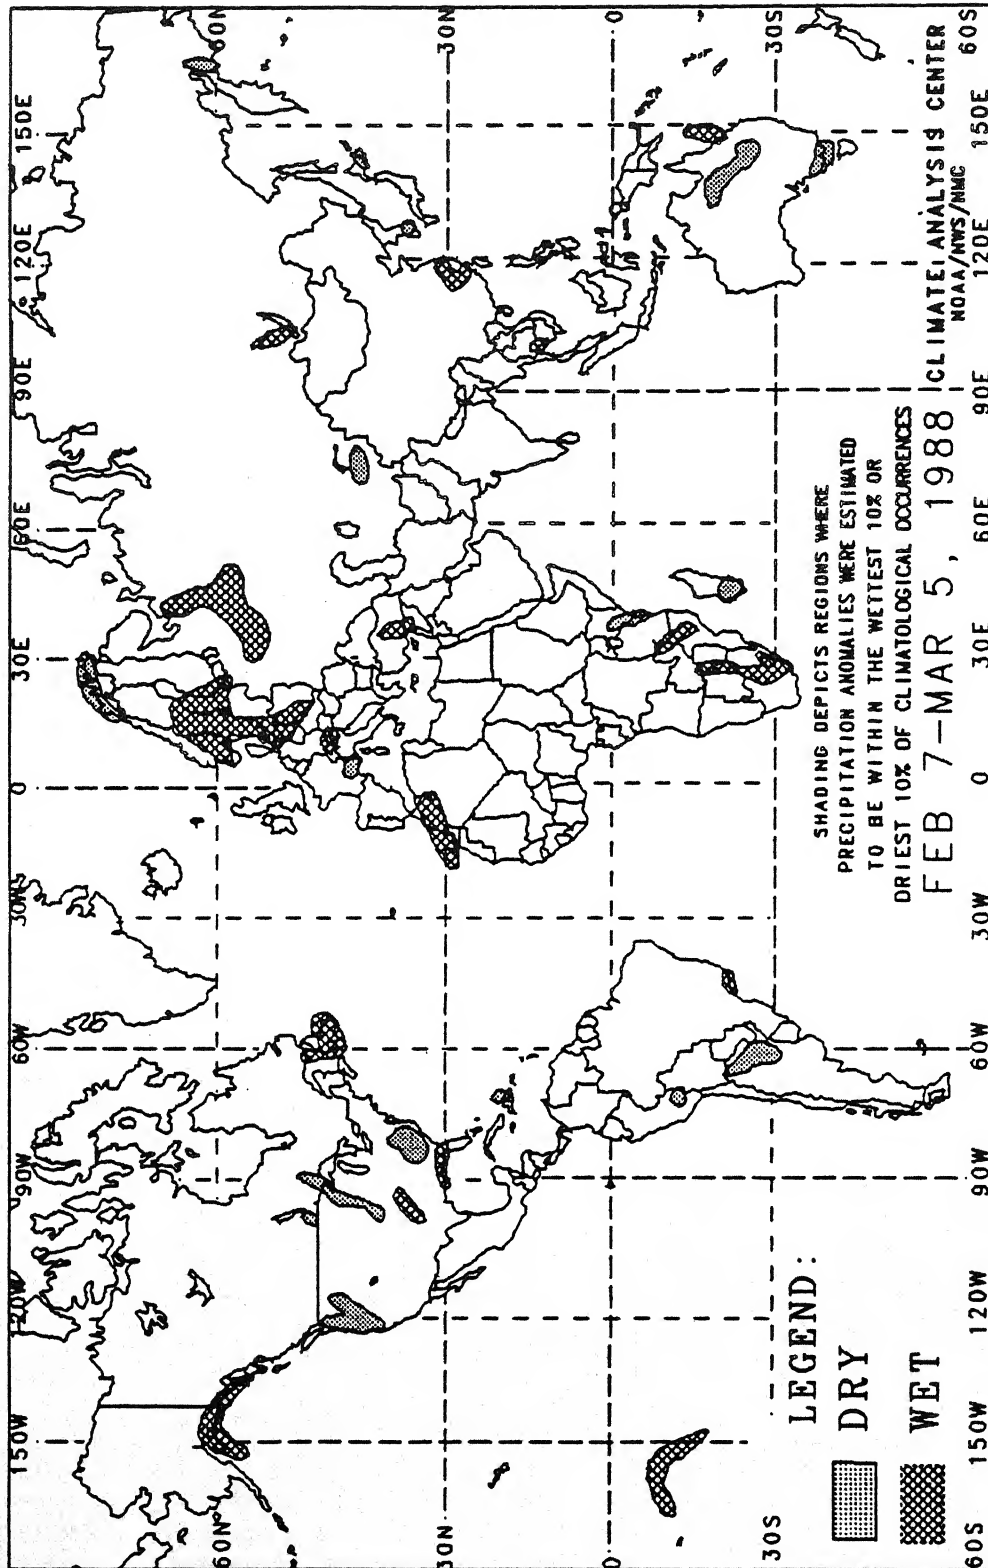 150W 120W 90W 60W 30W 0 30E 60E 90E 120E 150E
60N 60N
30N 30N
0 0
30S 30S
LEGEND:
DRY
WET
SHADING DEPICTS REGIONS WHERE
PRECIPITATION ANOMALIES WERE ESTIMATED
TO BE WITHIN THE WETTEST 10% OR
DRIEST 10% OF CLIMATOLOGICAL OCCURRENCES
FEB 7-MAR 5, 1988
CLIMATE ANALYSIS CENTER
NOAA/NWS/NMC
60S 60S
150W 120W 90W 60W 30W 0 30E 60E 90E 120E 150E